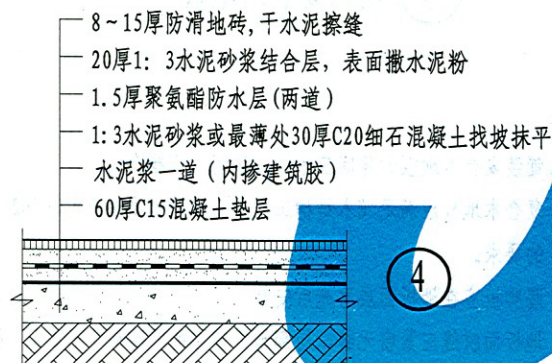 8～15厚防滑地砖,干水泥擦缝
20厚1：3水泥砂浆结合层，表面撒水泥粉
1.5厚聚氨酯防水层(两道)
1:3水泥砂浆或最薄处30厚C20细石混凝土找坡抹平
水泥浆一道（内掺建筑胶）
60厚C15混凝土垫层
4